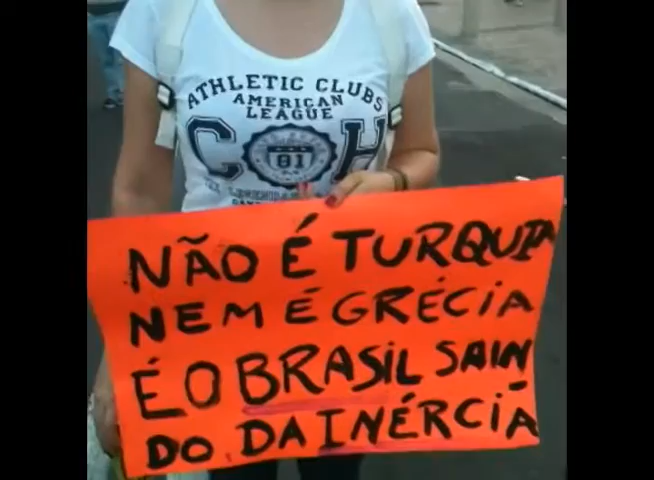 ATHLETIC CLUBS
AMERICAN
LEAGUE
C H
81
NÃO É TURQUIA
NEM É GRÉCIA
É O BRASIL SAIN
DO DA INÉRCIA